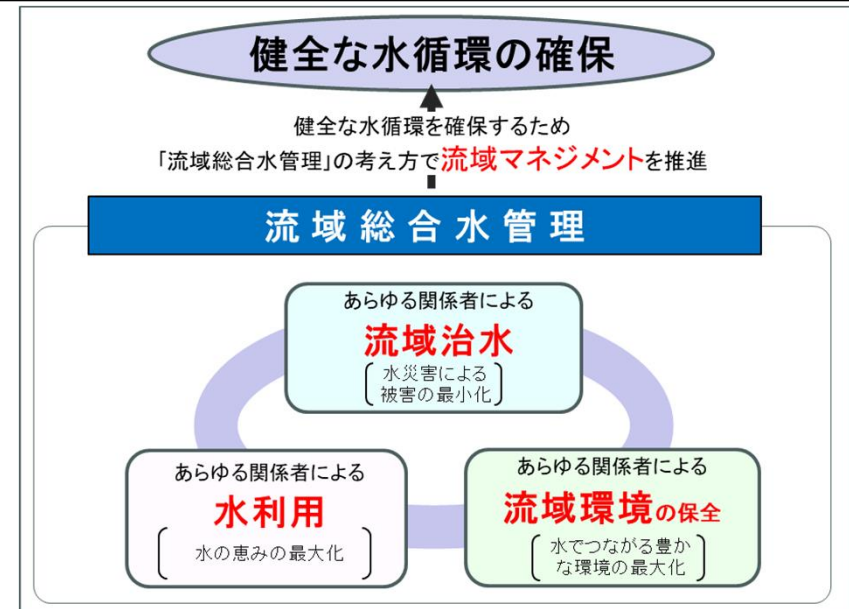 健全な水循環の確保
健全な水循環を確保するため
「流域総合水管理」の考え方で流域マネジメントを推進
流域総合水管理
あらゆる関係者による
流域治水
水災害による
被害の最小化
あらゆる関係者による
水利用
水の恵みの最大化
あらゆる関係者による
流域環境の保全
水でつながる豊か
な環境の最大化